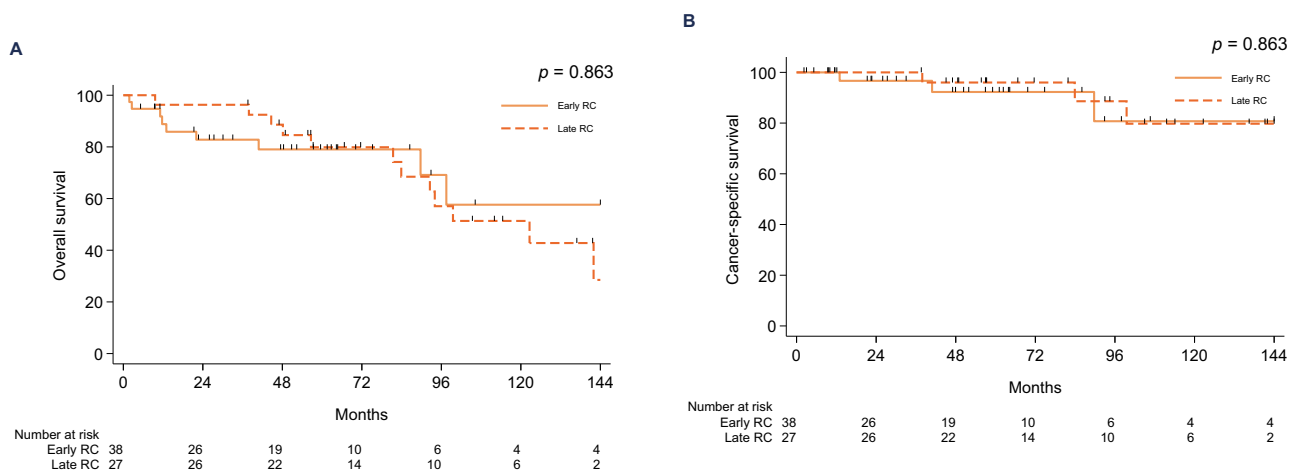 A
p = 0.863
Early RC
Late RC
Overall survival
100
80
60
40
20
0
0 24 48 72 96 120 144
Months
Number at risk
Early RC 38 26 19 10 6 4 4
Late RC 27 26 22 14 10 6 2
B
p = 0.863
Early RC
Late RC
Cancer-specific survival
100
80
60
40
20
0
0 24 48 72 96 120 144
Months
Number at risk
Early RC 38 26 19 10 6 4 4
Late RC 27 26 22 14 10 6 2